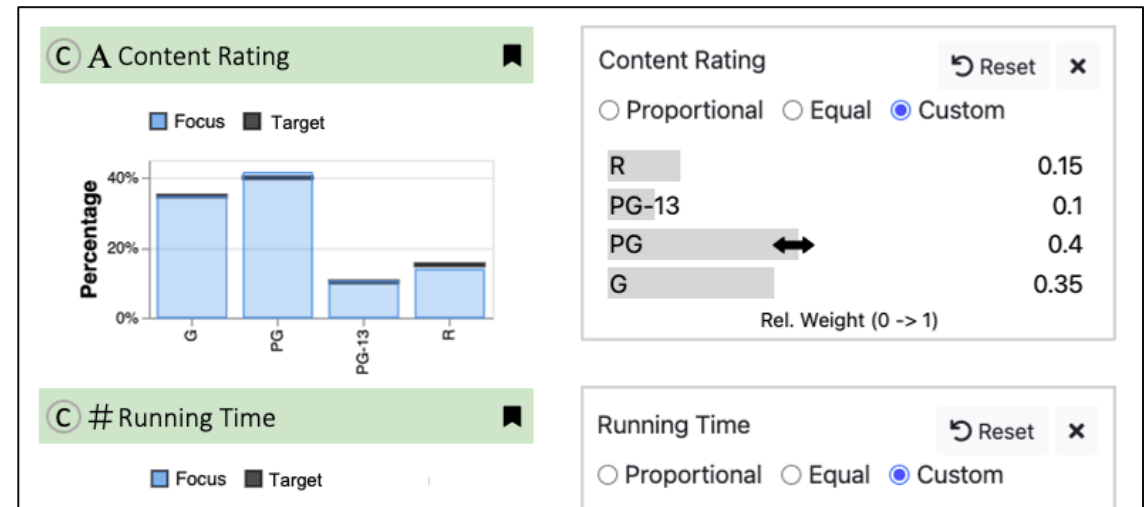 C A Content Rating
Focus Target
Percentage
40%
20%
0%
G PG PG-13 R
C # Running Time
Focus Target
Content Rating Reset ×
Proportional Equal Custom
R 0.15
PG-13 0.1
PG 0.4
G 0.35
Rel. Weight (0 -> 1)
Running Time Reset ×
Proportional Equal Custom